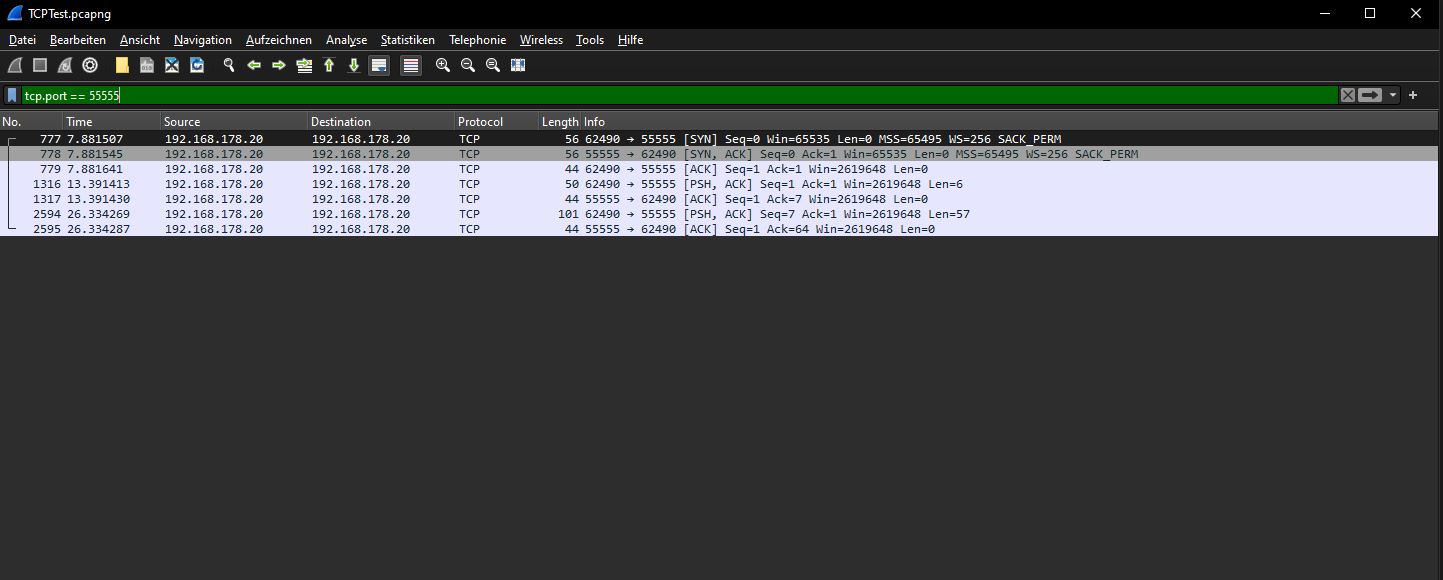 TCPTest.pcapng
Datei Bearbeiten Ansicht Navigation Aufzeichnen Analyse Statistiken Telephonie Wireless Tools Hilfe
tcp.port == 55555
No. Time Source Destination Protocol Length Info
777 7.881507 192.168.178.20 192.168.178.20 TCP 56 62490 → 55555 [SYN] Seq=0 Win=65535 Len=0 MSS=65495 WS=256 SACK_PERM
778 7.881545 192.168.178.20 192.168.178.20 TCP 56 55555 → 62490 [SYN, ACK] Seq=0 Ack=1 Win=65535 Len=0 MSS=65495 WS=256 SACK_PERM
779 7.881641 192.168.178.20 192.168.178.20 TCP 44 62490 → 55555 [ACK] Seq=1 Ack=1 Win=2619648 Len=0
1316 13.391413 192.168.178.20 192.168.178.20 TCP 50 62490 → 55555 [PSH, ACK] Seq=1 Ack=1 Win=2619648 Len=6
1317 13.391430 192.168.178.20 192.168.178.20 TCP 44 55555 → 62490 [ACK] Seq=1 Ack=7 Win=2619648 Len=0
2594 26.334269 192.168.178.20 192.168.178.20 TCP 101 62490 → 55555 [PSH, ACK] Seq=7 Ack=1 Win=2619648 Len=57
2595 26.334287 192.168.178.20 192.168.178.20 TCP 44 55555 → 62490 [ACK] Seq=1 Ack=64 Win=2619648 Len=0